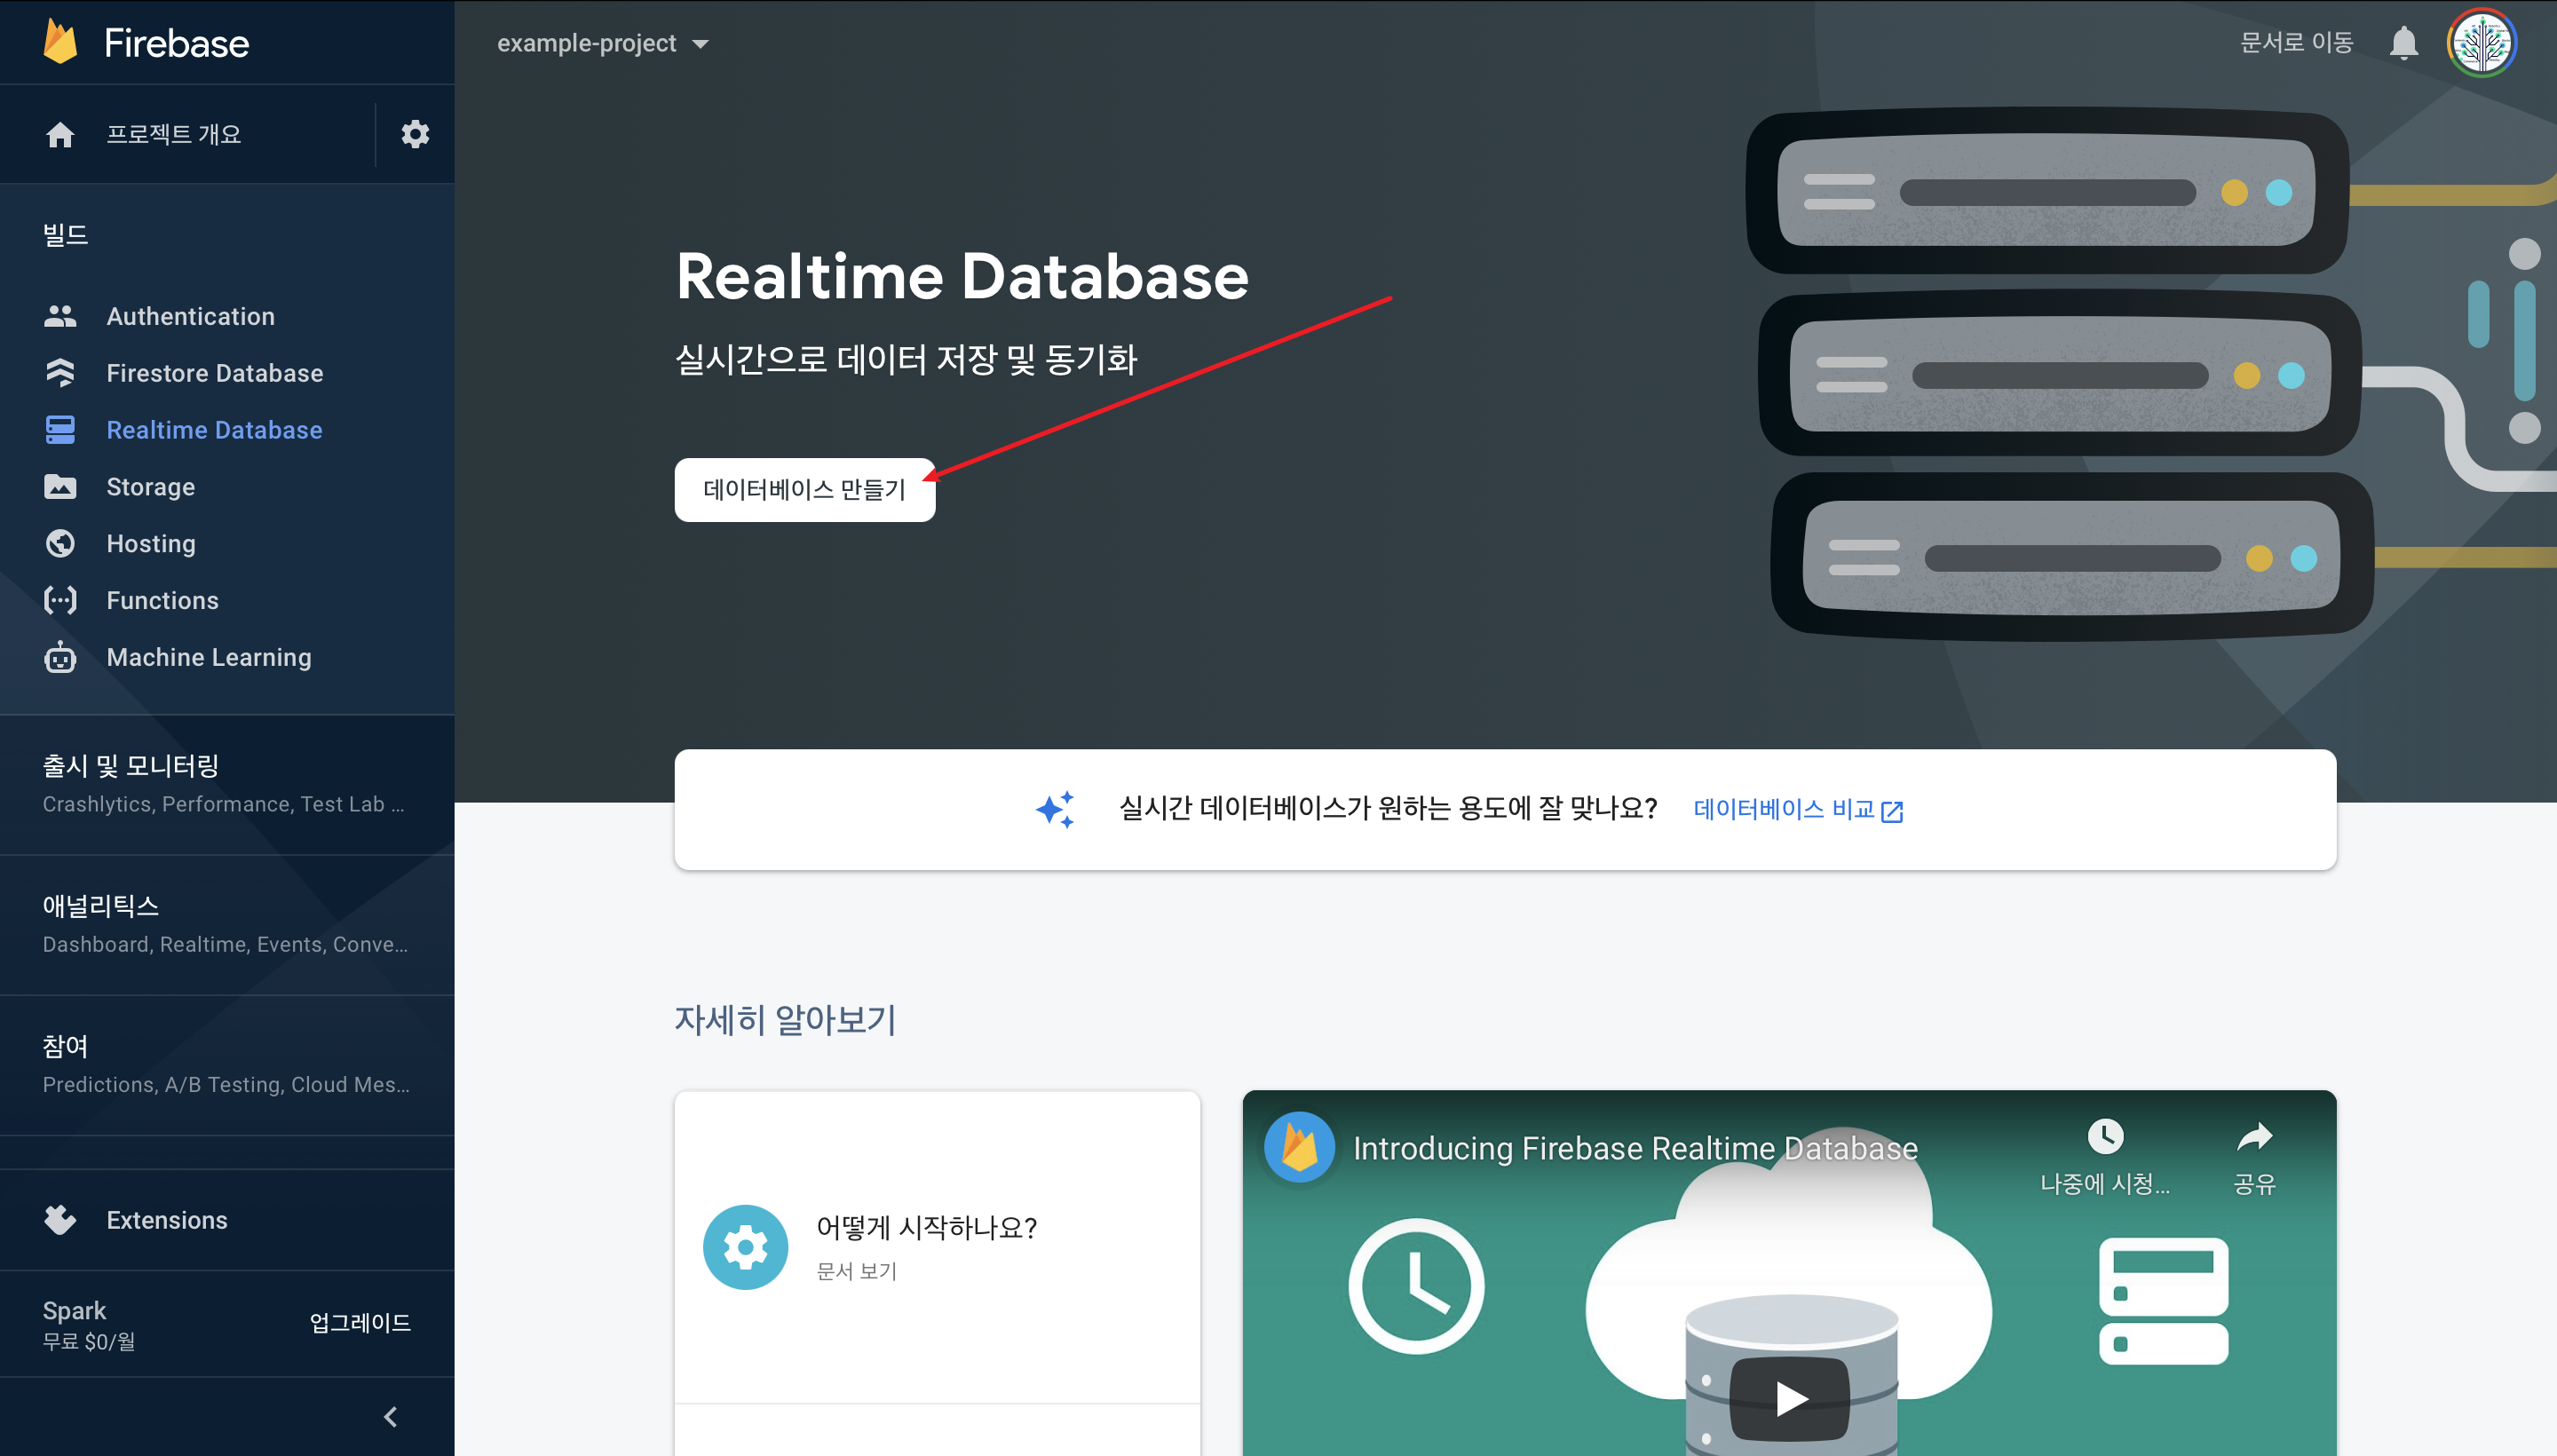 Firebase
example-project
문서로 이동
프로젝트 개요
빌드
Authentication
Firestore Database
Realtime Database
Storage
Hosting
Functions
Machine Learning
출시 및 모니터링
Crashlytics, Performance, Test Lab ...
애널리틱스
Dashboard, Realtime, Events, Conve...
참여
Predictions, A/B Testing, Cloud Mes...
Extensions
Spark
무료 $0/월
업그레이드
Realtime Database
실시간으로 데이터 저장 및 동기화
데이터베이스 만들기
실시간 데이터베이스가 원하는 용도에 잘 맞나요? 데이터베이스 비교
자세히 알아보기
어떻게 시작하나요?
문서 보기
Introducing Firebase Realtime Database
나중에 시청...
공유